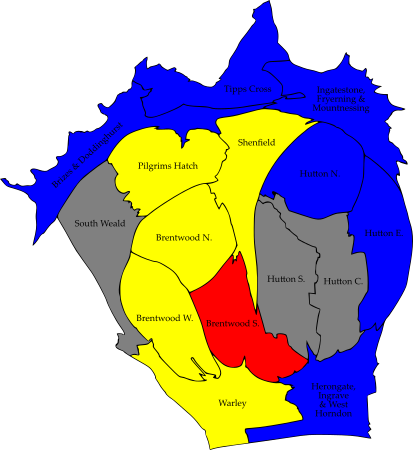 Tipps Cross
Ingatestone,
Fryerning &
Mountnessing
Brizes & Doddinghurst
Shenfield
Pilgrims Hatch
Hutton N.
South Weald
Hutton E.
Brentwood N.
Hutton S.
Hutton C.
Brentwood W.
Brentwood S.
Warley
Herongate,
Ingrave
& West
Horndon